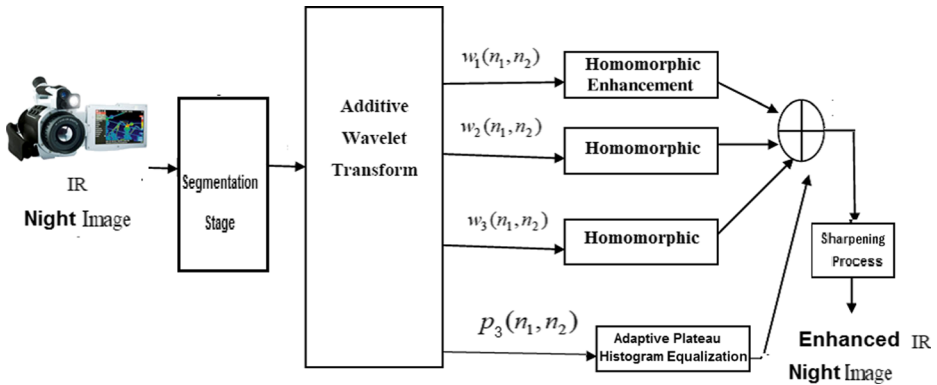 IR
Night Image
Segmentation
Stage
Additive
Wavelet
Transform
w₁(n₁,n₂)
Homomorphic
Enhancement
w₂(n₁,n₂)
Homomorphic
w₃(n₁,n₂)
Homomorphic
p₃(n₁,n₂)
Adaptive Plateau
Histogram Equalization
Sharpening
Process
Enhanced IR
Night Image